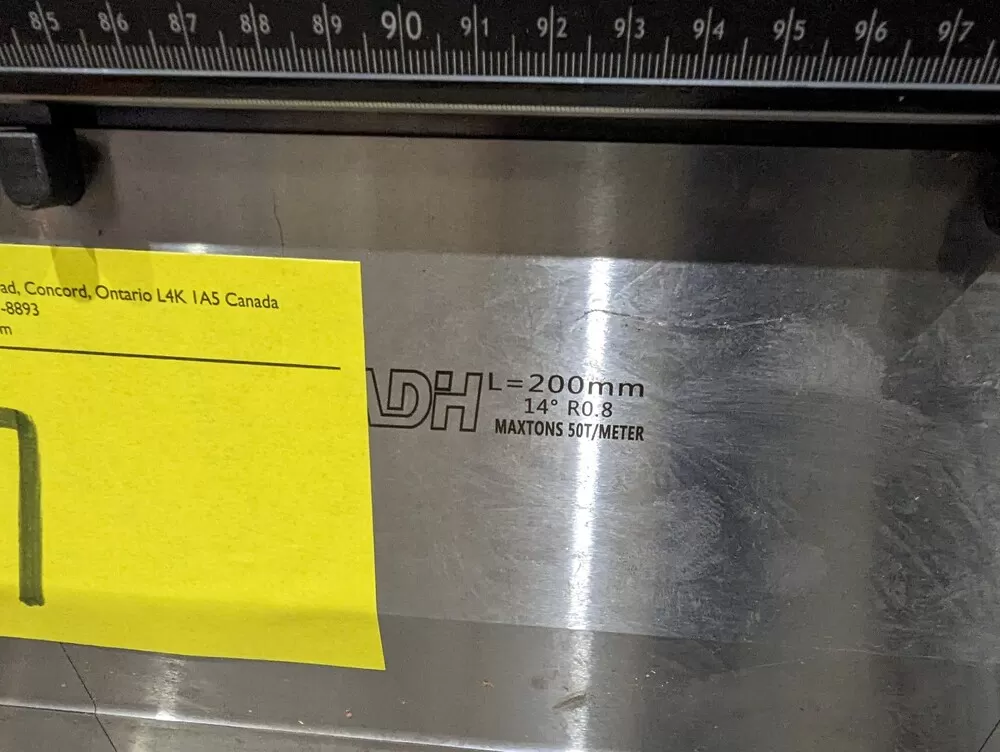 85 86 87 88 89 90 91 92 93 94 95 96 97
ad, Concord, Ontario L4K 1A5 Canada
-8893
m
ADH L=200mm
14° R0.8
MAXTONS 50T/METER